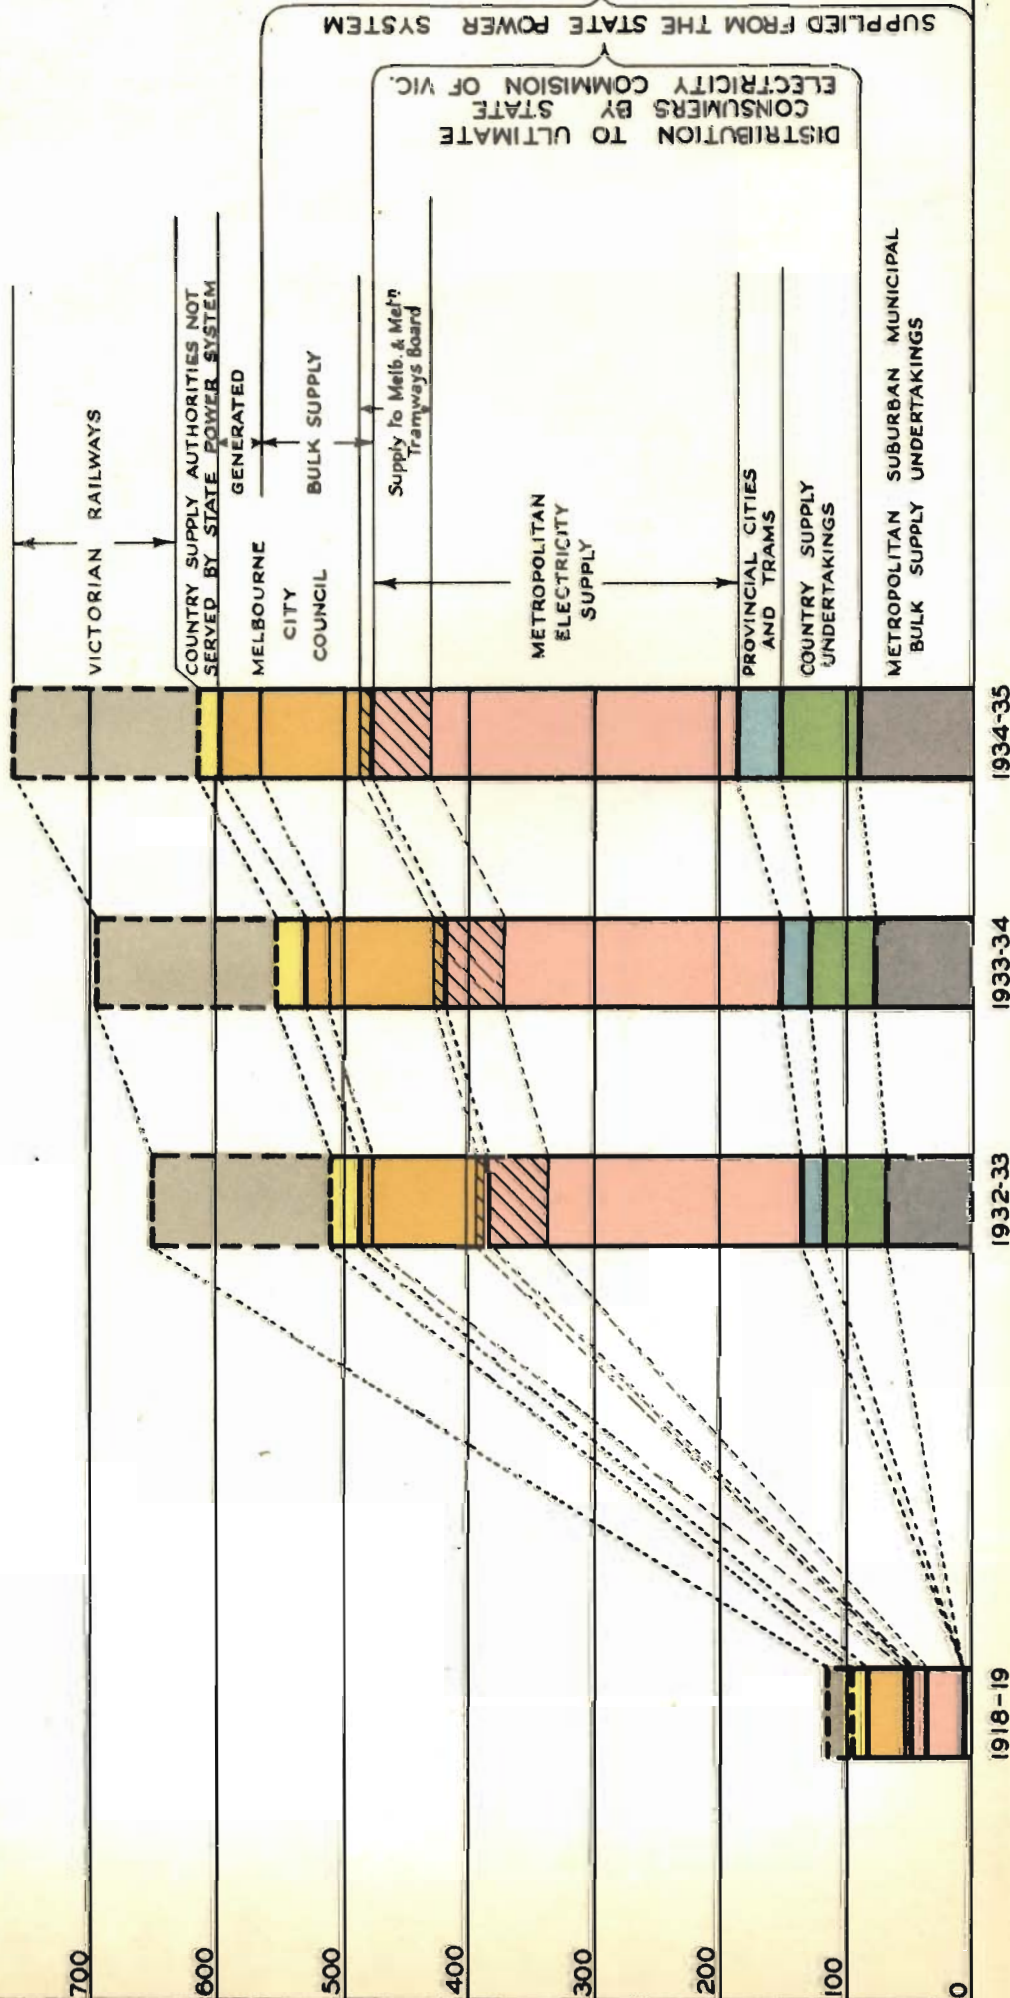 SUPPLIED FROM THE STATE POWER SYSTEM
DISTRIBUTION TO ULTIMATE
CONSUMERS BY STATE
ELECTRICITY COMMISION OF VIC.
VICTORIAN RAILWAYS
COUNTRY SUPPLY AUTHORITIES NOT
SERVED BY STATE POWER SYSTEM
GENERATED
MELBOURNE
CITY
COUNCIL
BULK SUPPLY
Supply to Melb. & Metn
Tramways Board
METROPOLITAN
ELECTRICITY
SUPPLY
PROVINCIAL CITIES
AND TRAMS
COUNTRY SUPPLY
UNDERTAKINGS
METROPOLITAN SUBURBAN MUNICIPAL
BULK SUPPLY UNDERTAKINGS
700
600
500
400
300
200
100
0
1918-19
1932-33
1933-34
1934-35